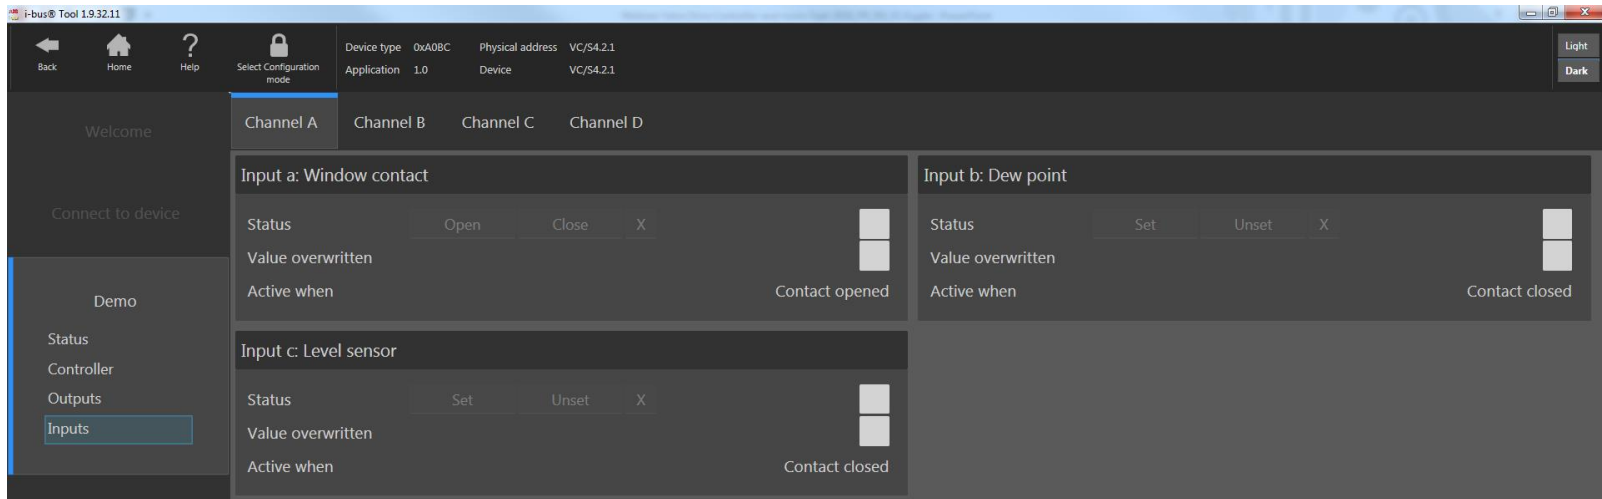 i-bus® Tool 1.9.32.11
Back
Home
Help
Select Configuration
mode
Device type 0xA0BC Physical address VC/S4.2.1
Application 1.0 Device VC/S4.2.1
Light
Dark
Welcome
Connect to device
Demo
Status
Controller
Outputs
Inputs
Channel A Channel B Channel C Channel D
Input a: Window contact
Status Open Close X
Value overwritten
Active when Contact opened
Input b: Dew point
Status Set Unset X
Value overwritten
Active when Contact closed
Input c: Level sensor
Status Set Unset X
Value overwritten
Active when Contact closed